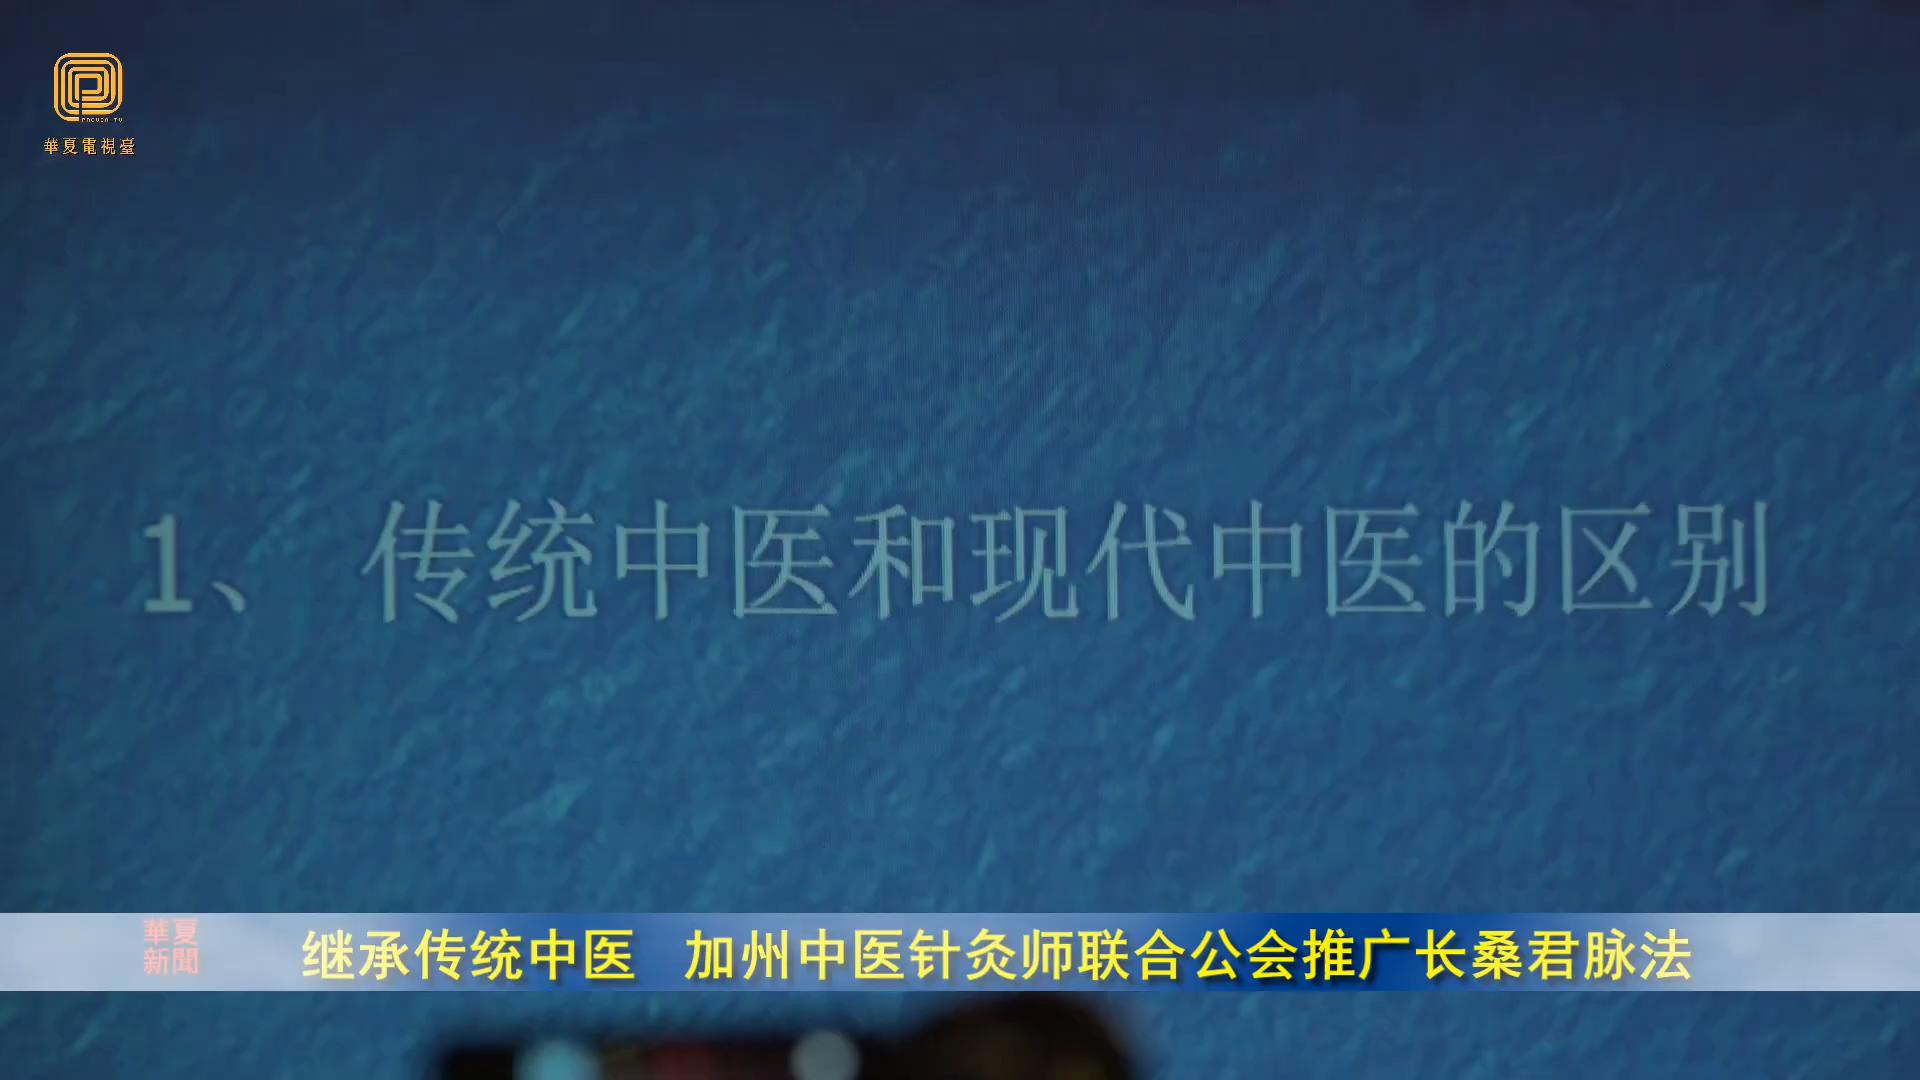 華夏電視臺
1、 传统中医和现代中医的区别
華夏
新聞
继承传统中医 加州中医针灸师联合公会推广长桑君脉法